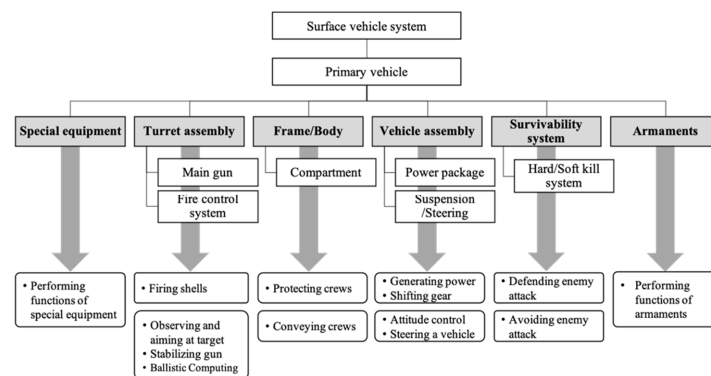 Surface vehicle system
Primary vehicle
Special equipment
Turret assembly
Frame/Body
Vehicle assembly
Survivability
system
Armaments
Main gun
Fire control
system
Compartment
Power package
Suspension
/Steering
Hard/Soft kill
system
• Performing
functions of
special equipment
• Firing shells
• Observing and
aiming at target
• Stabilizing gun
• Ballistic Computing
• Protecting crews
• Conveying crews
• Generating power
• Shifting gear
• Attitude control
• Steering a vehicle
• Defending enemy
attack
• Avoiding enemy
attack
• Performing
functions of
armaments